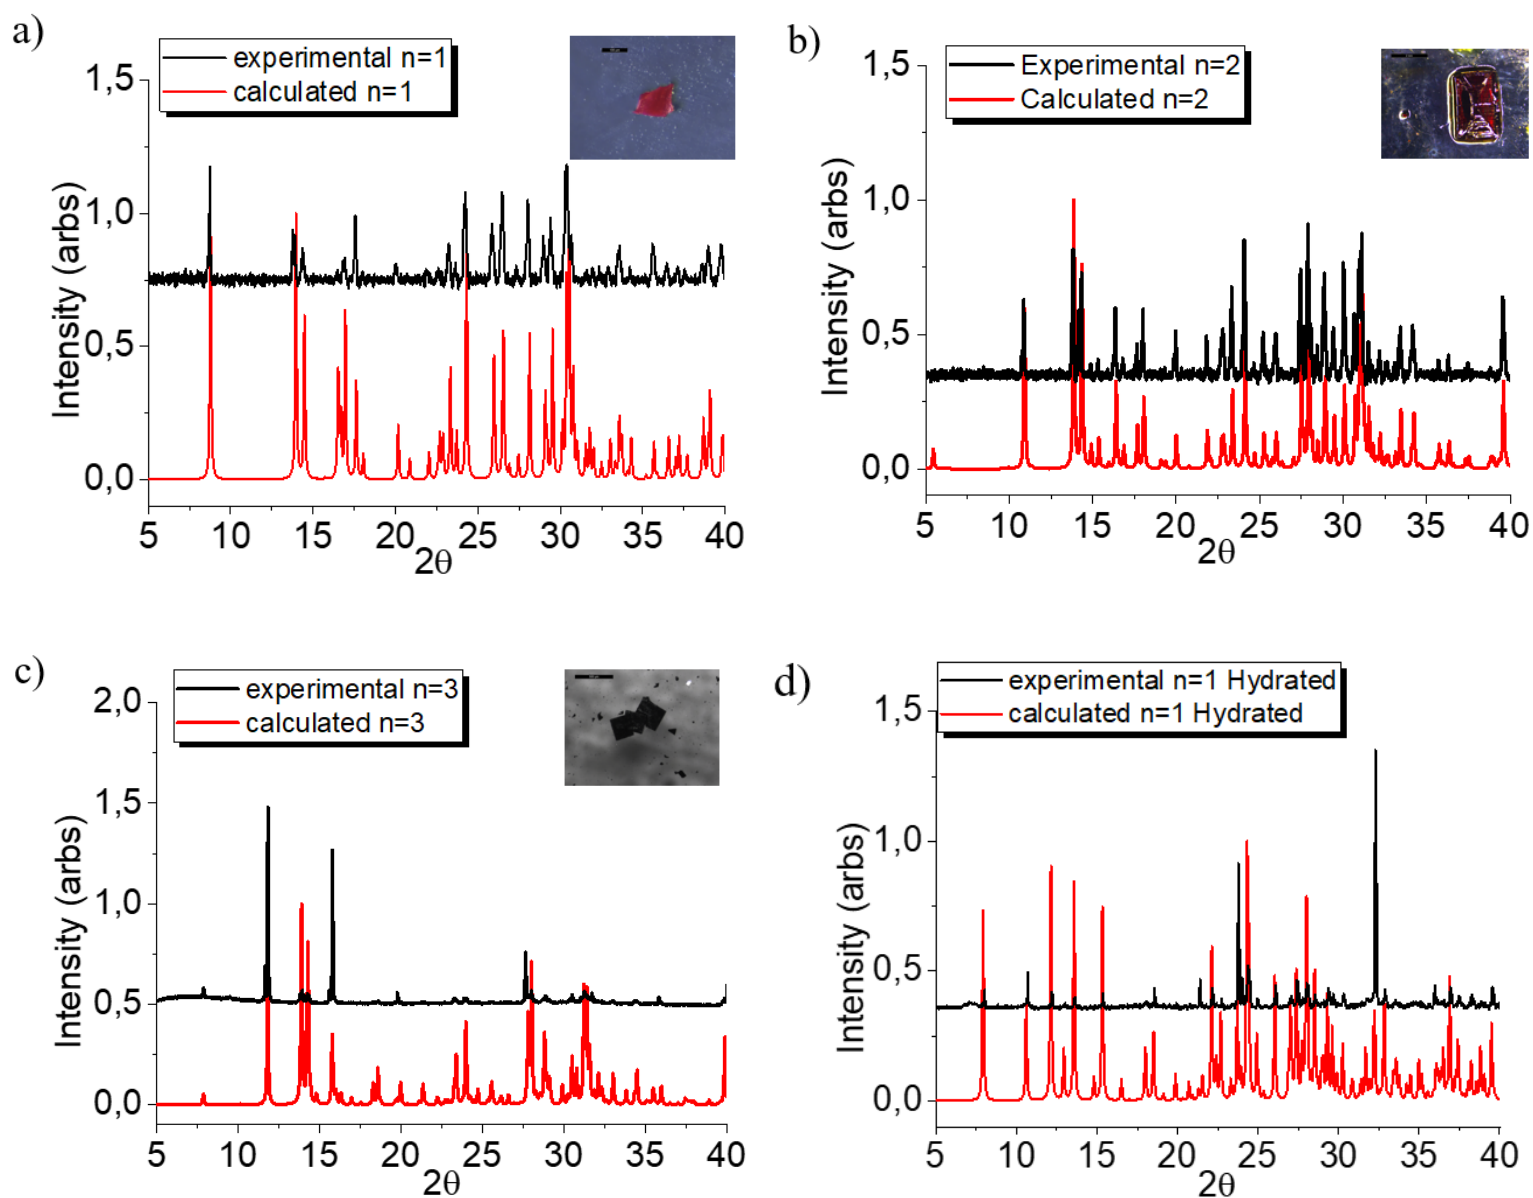 a)
experimental n=1
calculated n=1
1,5
1,0
0,5
0,0
Intensity (arbs)
5 10 15 20 25 30 35 40
2θ
b)
Experimental n=2
Calculated n=2
1,5
1,0
0,5
0,0
Intensity (arbs)
5 10 15 20 25 30 35 40
2θ
c)
experimental n=3
calculated n=3
2,0
1,5
1,0
0,5
0,0
Intensity (arbs)
5 10 15 20 25 30 35 40
2θ
d)
experimental n=1 Hydrated
calculated n=1 Hydrated
1,5
1,0
0,5
0,0
Intensity (arbs)
5 10 15 20 25 30 35 40
2θ